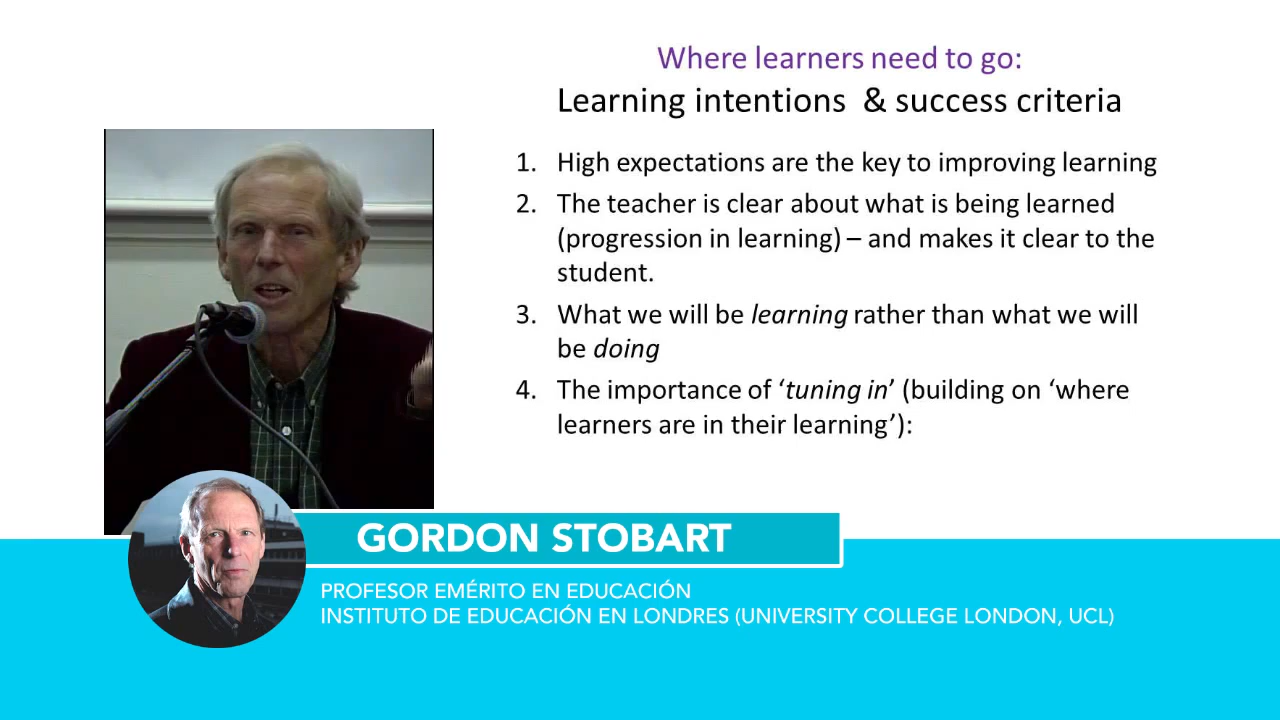 Where learners need to go:
Learning intentions & success criteria
1. High expectations are the key to improving learning
2. The teacher is clear about what is being learned
(progression in learning) – and makes it clear to the
student.
3. What we will be learning rather than what we will
be doing
4. The importance of ‘tuning in’ (building on ‘where
learners are in their learning’):
GORDON STOBART
PROFESOR EMÉRITO EN EDUCACIÓN
INSTITUTO DE EDUCACIÓN EN LONDRES (UNIVERSITY COLLEGE LONDON, UCL)